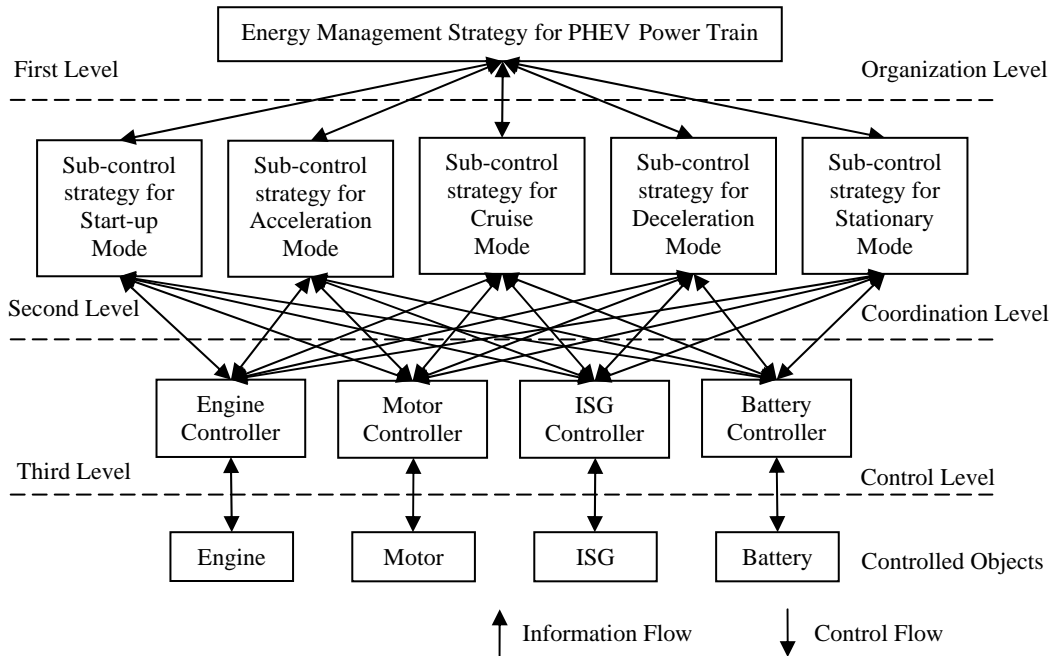 Energy Management Strategy for PHEV Power Train
First Level
Organization Level
Sub-control
strategy for
Start-up
Mode
Sub-control
strategy for
Acceleration
Mode
Sub-control
strategy for
Cruise
Mode
Sub-control
strategy for
Deceleration
Mode
Sub-control
strategy for
Stationary
Mode
Second Level
Coordination Level
Engine
Controller
Motor
Controller
ISG
Controller
Battery
Controller
Third Level
Control Level
Engine
Motor
ISG
Battery
Controlled Objects
Information Flow
Control Flow